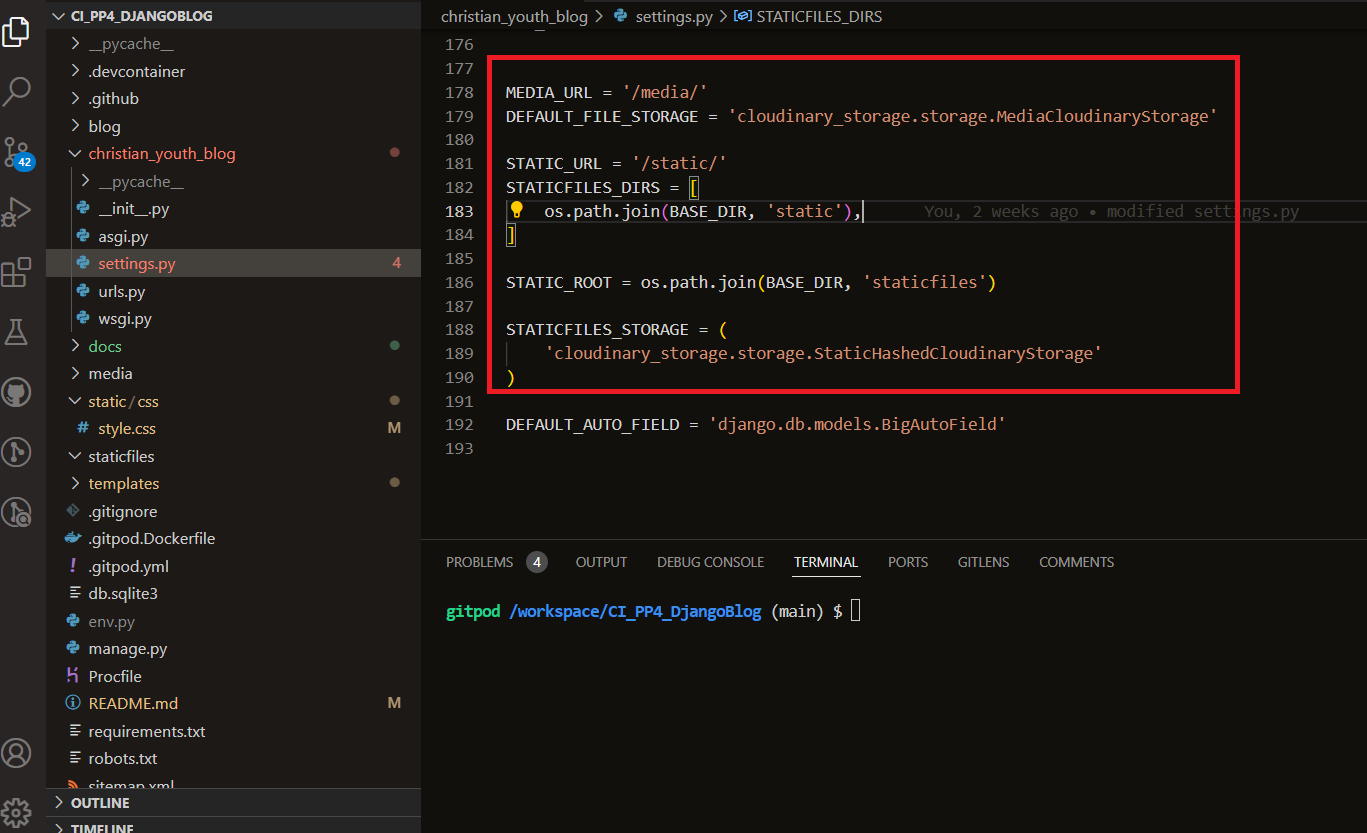 CI_PP4_DJANGOBLOG
__pycache__
.devcontainer
.github
blog
christian_youth_blog
__pycache__
__init__.py
asgi.py
settings.py 4
urls.py
wsgi.py
docs
media
static/css
# style.css M
staticfiles
templates
.gitignore
.gitpod.Dockerfile
! .gitpod.yml
db.sqlite3
env.py
manage.py
Procfile
README.md M
requirements.txt
robots.txt
sitemap.xml
OUTLINE
TIMELINE
42
christian_youth_blog > settings.py > STATICFILES_DIRS
176
177
178 MEDIA_URL = '/media/'
179 DEFAULT_FILE_STORAGE = 'cloudinary_storage.storage.MediaCloudinaryStorage'
180
181 STATIC_URL = '/static/'
182 STATICFILES_DIRS = [
183 os.path.join(BASE_DIR, 'static'), You, 2 weeks ago • modified settings.py
184 ]
185
186 STATIC_ROOT = os.path.join(BASE_DIR, 'staticfiles')
187
188 STATICFILES_STORAGE = (
189 'cloudinary_storage.storage.StaticHashedCloudinaryStorage'
190 )
191
192 DEFAULT_AUTO_FIELD = 'django.db.models.BigAutoField'
193
PROBLEMS 4 OUTPUT DEBUG CONSOLE TERMINAL PORTS GITLENS COMMENTS
gitpod /workspace/CI_PP4_DjangoBlog (main) $